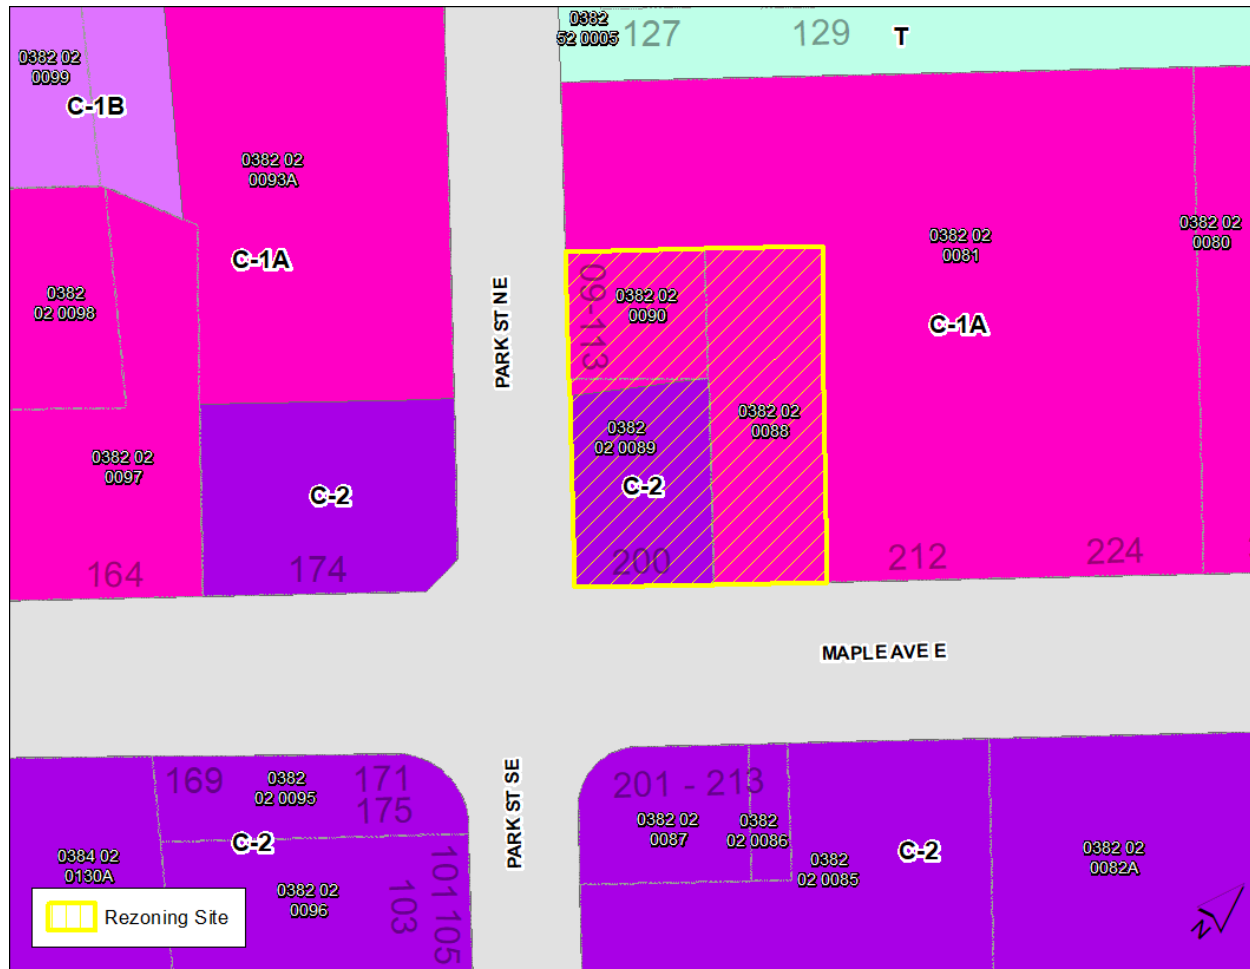 0382
52 0005
127
129
T
0382 02
0099
C-1B
0382 02
0093A
C-1A
0382
02 0098
0382 02
0097
164
C-2
174
PARK ST NE
09-113
0382 02
0090
0382
02 0089
C-2
200
0382 02
0088
0382 02
0081
C-1A
0382 02
0080
212
224
MAPLE AVE E
169
0382
02 0095
171
175
C-2
0384 02
0130A
0382 02
0096
103
101 105
PARK ST SE
201 - 213
0382 02
0087
0382
02 0086
0382
02 0085
C-2
0382 02
0082A
Rezoning Site
N